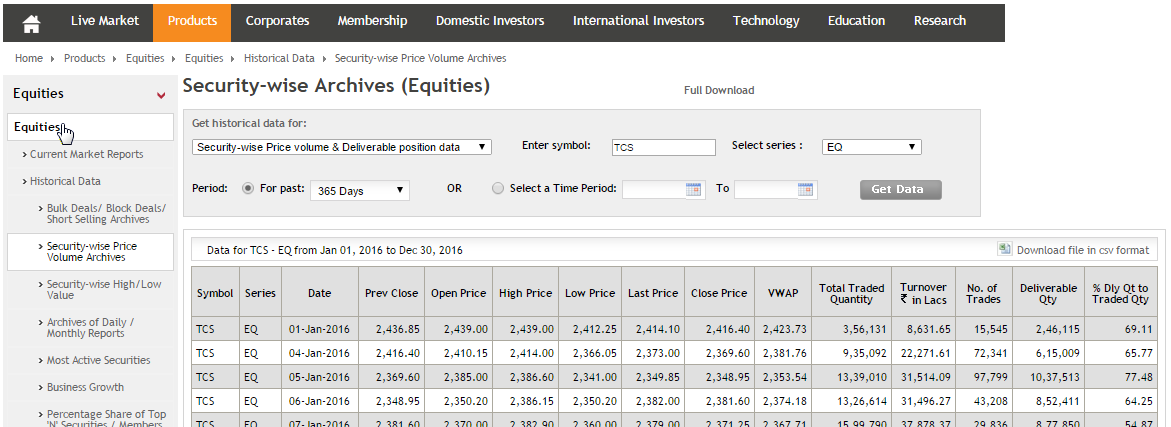 Live Market Products Corporates Membership Domestic Investors International Investors Technology Education Research
Home Products Equities Equities Historical Data Security-wise Price Volume Archives
Equities
Equities
Current Market Reports
Historical Data
Bulk Deals/ Block Deals/
Short Selling Archives
Security-wise Price
Volume Archives
Security-wise High/Low
Value
Archives of Daily /
Monthly Reports
Most Active Securities
Business Growth
Percentage Share of Top
'N' Securities / Members
Security-wise Archives (Equities)
Full Download
Get historical data for:
Security-wise Price volume & Deliverable position data Enter symbol: TCS Select series : EQ
Period: For past: 365 Days OR Select a Time Period: To Get Data
Data for TCS - EQ from Jan 01, 2016 to Dec 30, 2016 Download file in csv format
Symbol Series Date Prev Close Open Price High Price Low Price Last Price Close Price VWAP Total Traded Quantity Turnover ₹ in Lacs No. of Trades Deliverable Qty % Dly Qt to Traded Qty
TCS EQ 01-Jan-2016 2,436.85 2,439.00 2,439.00 2,412.25 2,414.10 2,416.40 2,423.73 3,56,131 8,631.65 15,545 2,46,115 69.11
TCS EQ 04-Jan-2016 2,416.40 2,410.15 2,414.00 2,366.05 2,373.00 2,369.60 2,381.76 9,35,092 22,271.61 72,341 6,15,009 65.77
TCS EQ 05-Jan-2016 2,369.60 2,385.00 2,386.60 2,341.00 2,349.85 2,348.95 2,353.54 13,39,010 31,514.09 97,799 10,37,513 77.48
TCS EQ 06-Jan-2016 2,348.95 2,350.20 2,386.15 2,350.20 2,382.00 2,381.60 2,374.18 13,26,614 31,496.27 43,208 8,52,411 64.25
TCS EQ 07-Jan-2016 2,381.60 2,370.00 2,382.90 2,360.00 2,379.00 2,371.25 2,367.71 15,99,790 37,878.37 29,836 8,77,850 54.87